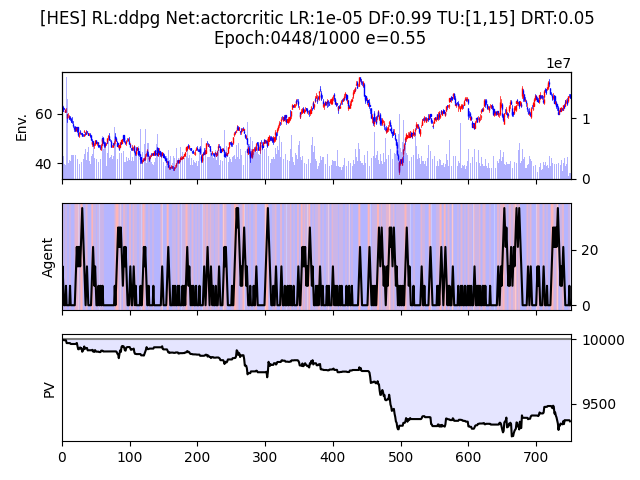 [HES] RL:ddpg Net:actorcritic LR:1e-05 DF:0.99 TU:[1,15] DRT:0.05
Epoch:0448/1000 e=0.55
1e7
Env.
60
40
1
0
Agent
20
0
PV
10000
9500
0 100 200 300 400 500 600 700